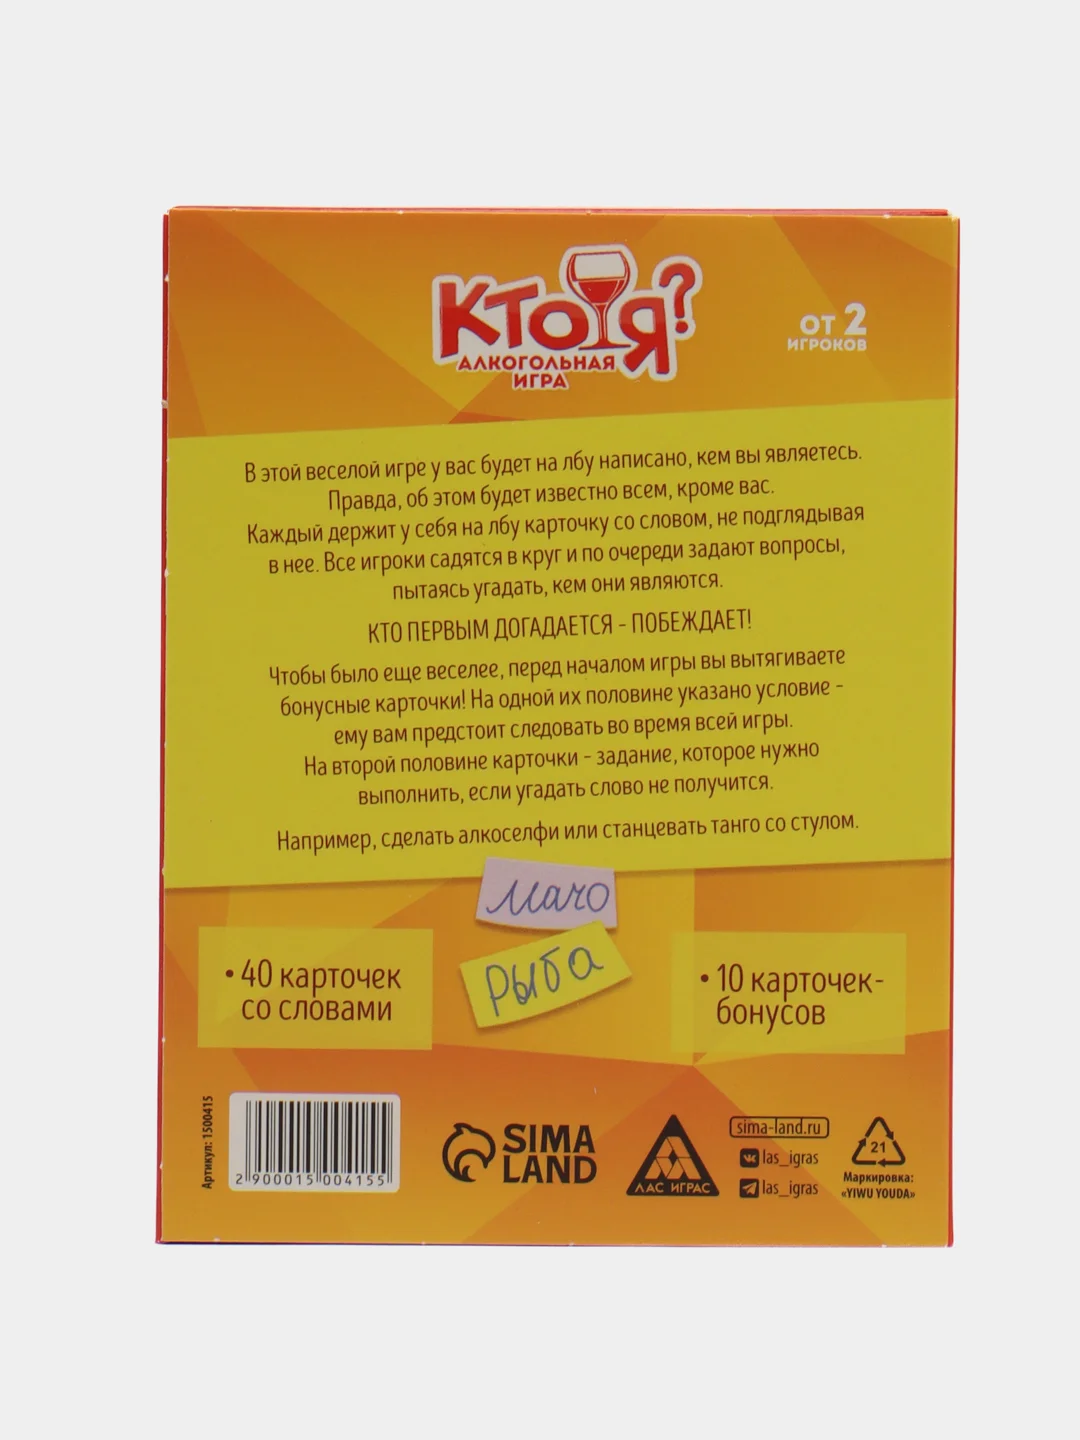 КТО Я?
АЛКОГОЛЬНАЯ
ИГРА
ОТ 2
ИГРОКОВ
В этой веселой игре у вас будет на лбу написано, кем вы являетесь.
Правда, об этом будет известно всем, кроме вас.
Каждый держит у себя на лбу карточку со словом, не подглядывая
в нее. Все игроки садятся в круг и по очереди задают вопросы,
пытаясь угадать, кем они являются.
КТО ПЕРВЫМ ДОГАДАЕТСЯ - ПОБЕЖДАЕТ!
Чтобы было еще веселее, перед началом игры вы вытягиваете
бонусные карточки! На одной их половине указано условие -
ему вам предстоит следовать во время всей игры.
На второй половине карточки - задание, которое нужно
выполнить, если угадать слово не получится.
Например, сделать алкоселфи или станцевать танго со стулом.
Мачо
Рыба
• 40 карточек
со словами
• 10 карточек-
бонусов
Артикул: 1500415
2 900015 004155
SIMA
LAND
ЛАС ИГРАС
sima-land.ru
las_igras
las_igras
21
Маркировка:
«YIWU YOUDA»